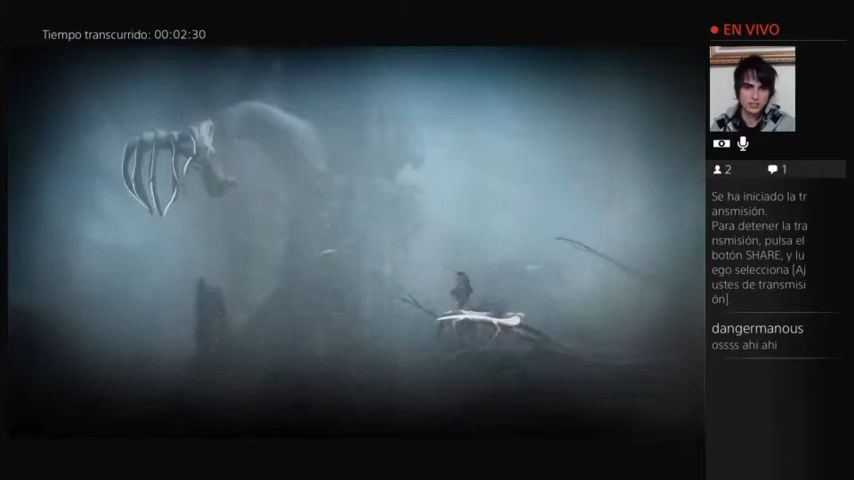 Tiempo transcurrido: 00:02:30
EN VIVO
2
1
Se ha iniciado la tr
ansmisión.
Para detener la tra
nsmisión, pulsa el
botón SHARE, y lu
ego selecciona [Aj
ustes de transmisi
ón].
dangermanous
ossss ahi ahi